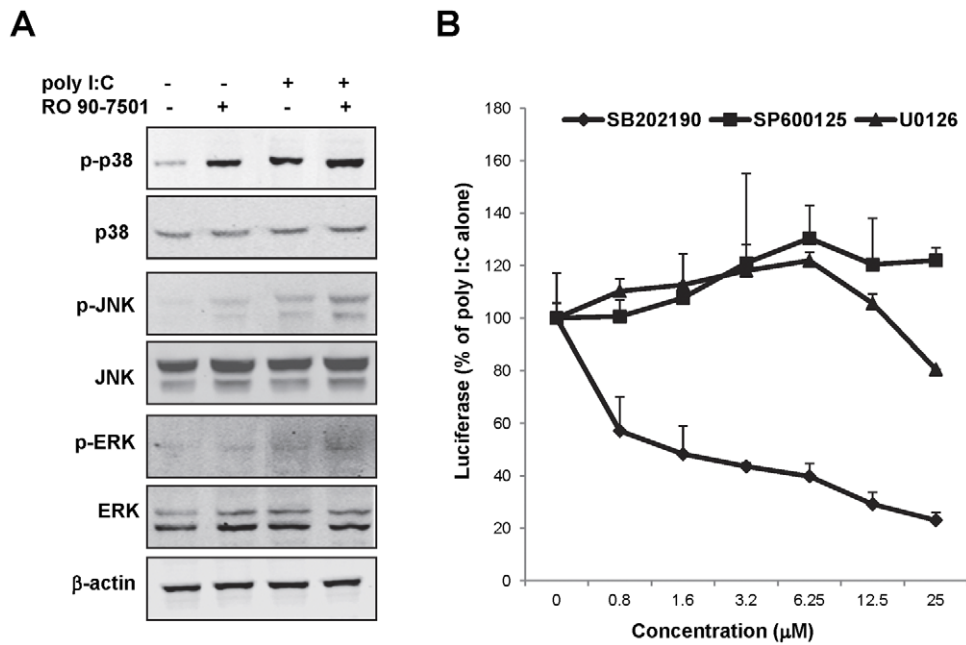 A
poly I:C - - + +
RO 90-7501 - + - +
p-p38
p38
p-JNK
JNK
p-ERK
ERK
β-actin
B
Luciferase (% of poly I:C alone)
180
160
140
120
100
80
60
40
20
0
SB202190 SP600125 U0126
0 0.8 1.6 3.2 6.25 12.5 25
Concentration (μM)